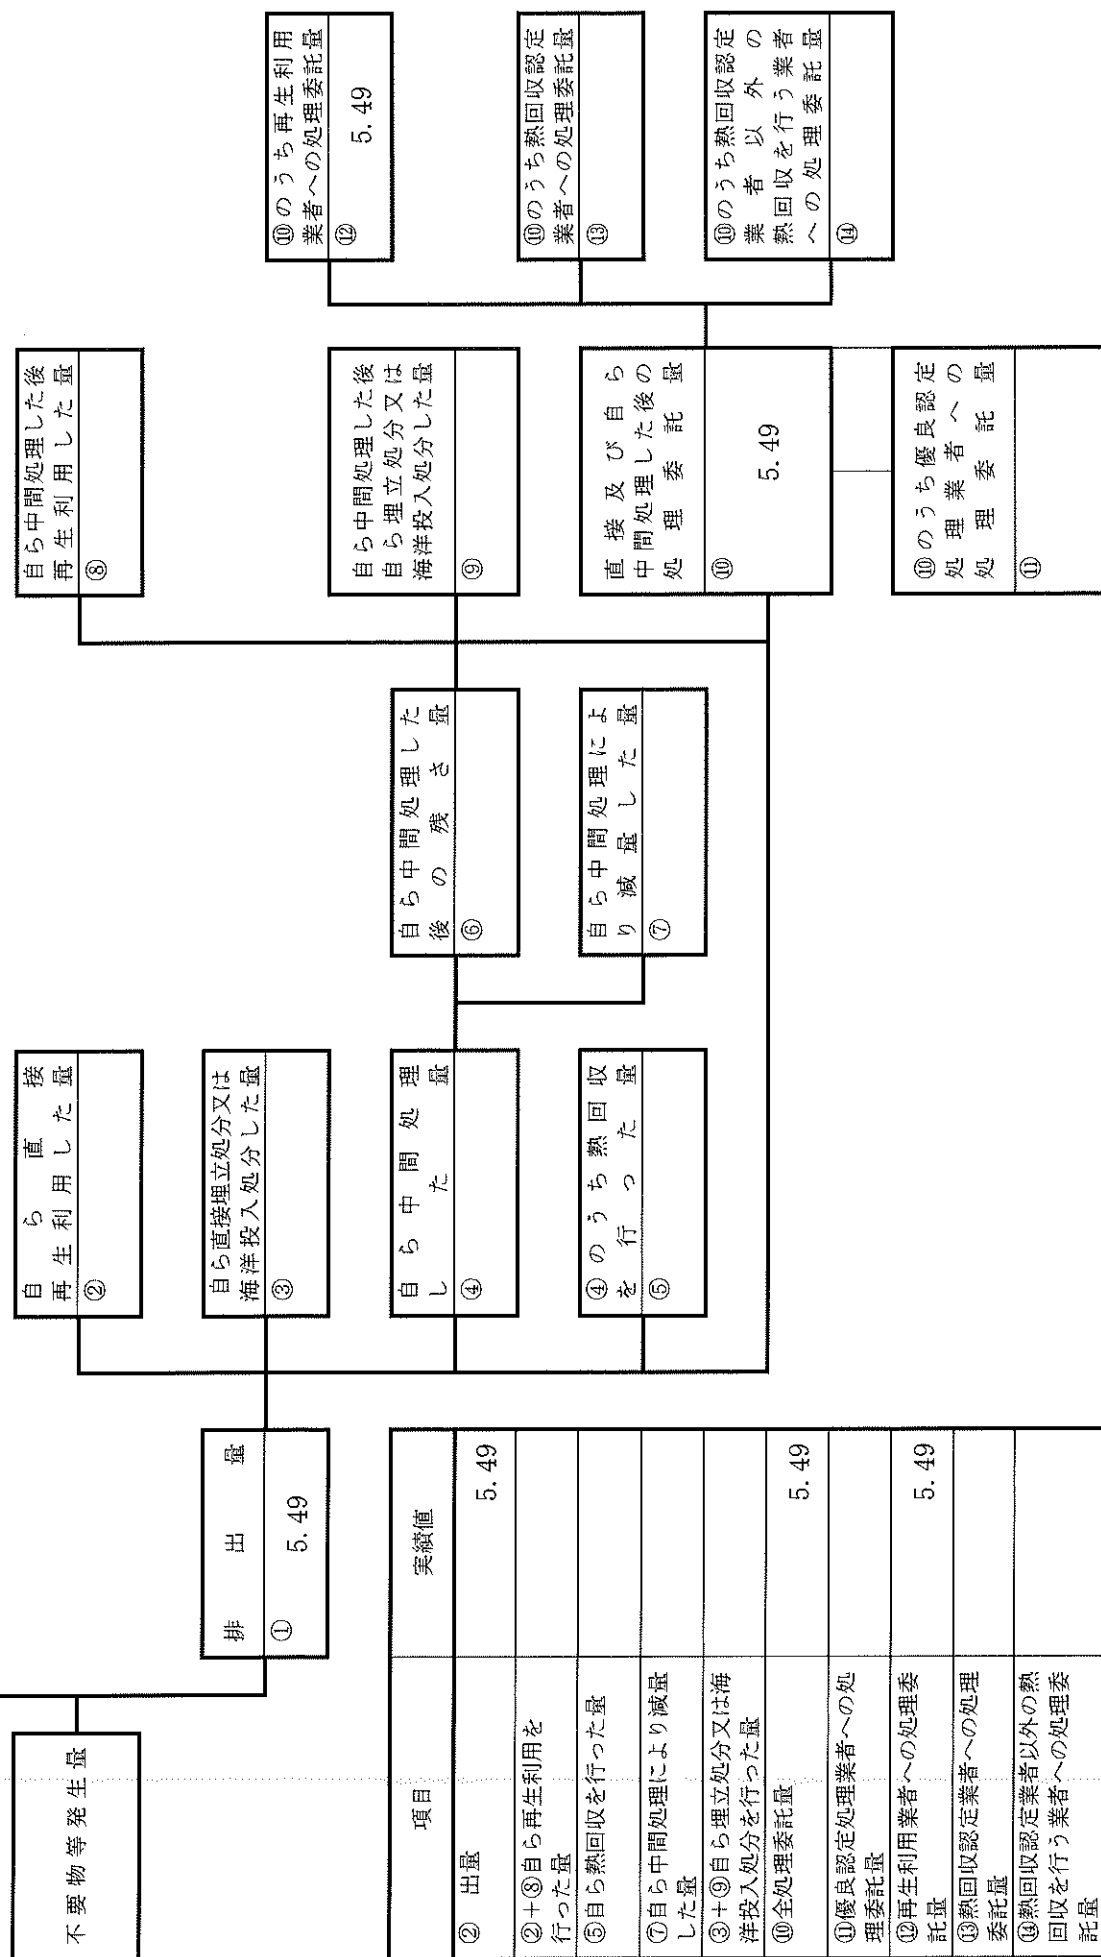 不要物等発生量
排出量
①
5.49
自ら直接
再生利用した量
②
自ら直接埋立処分又は
海洋投入処分した量
③
自ら中間処理
した量
④
④のうち熱回収
を行った量
⑤
自ら中間処理した
後の残さ量
⑥
自ら中間処理によ
り減量した量
⑦
自ら中間処理した後
再生利用した量
⑧
自ら中間処理した後
自ら埋立処分又は
海洋投入処分した量
⑨
直接及び自ら
中間処理した後の
処理委託量
⑩
5.49
⑩のうち優良認定
処理業者への
処理委託量
⑪
⑩のうち再生利用
業者への処理委託量
⑫
5.49
⑩のうち熱回収認定
業者への処理委託量
⑬
⑩のうち熱回収認定
業者以外の
熱回収を行う業者
への処理委託量
⑭
項目
実績値
②　出量
5.49
②+⑧自ら再生利用を
行った量
⑤自ら熱回収を行った量
⑦自ら中間処理により減量
した量
③+⑨自ら埋立処分又は海
洋投入処分を行った量
⑩全処理委託量
5.49
⑪優良認定処理業者への処
理委託量
⑫再生利用業者への処理委
託量
5.49
⑬熱回収認定業者への処理
委託量
⑭熱回収認定業者以外の熱
回収を行う業者への処理委
託量